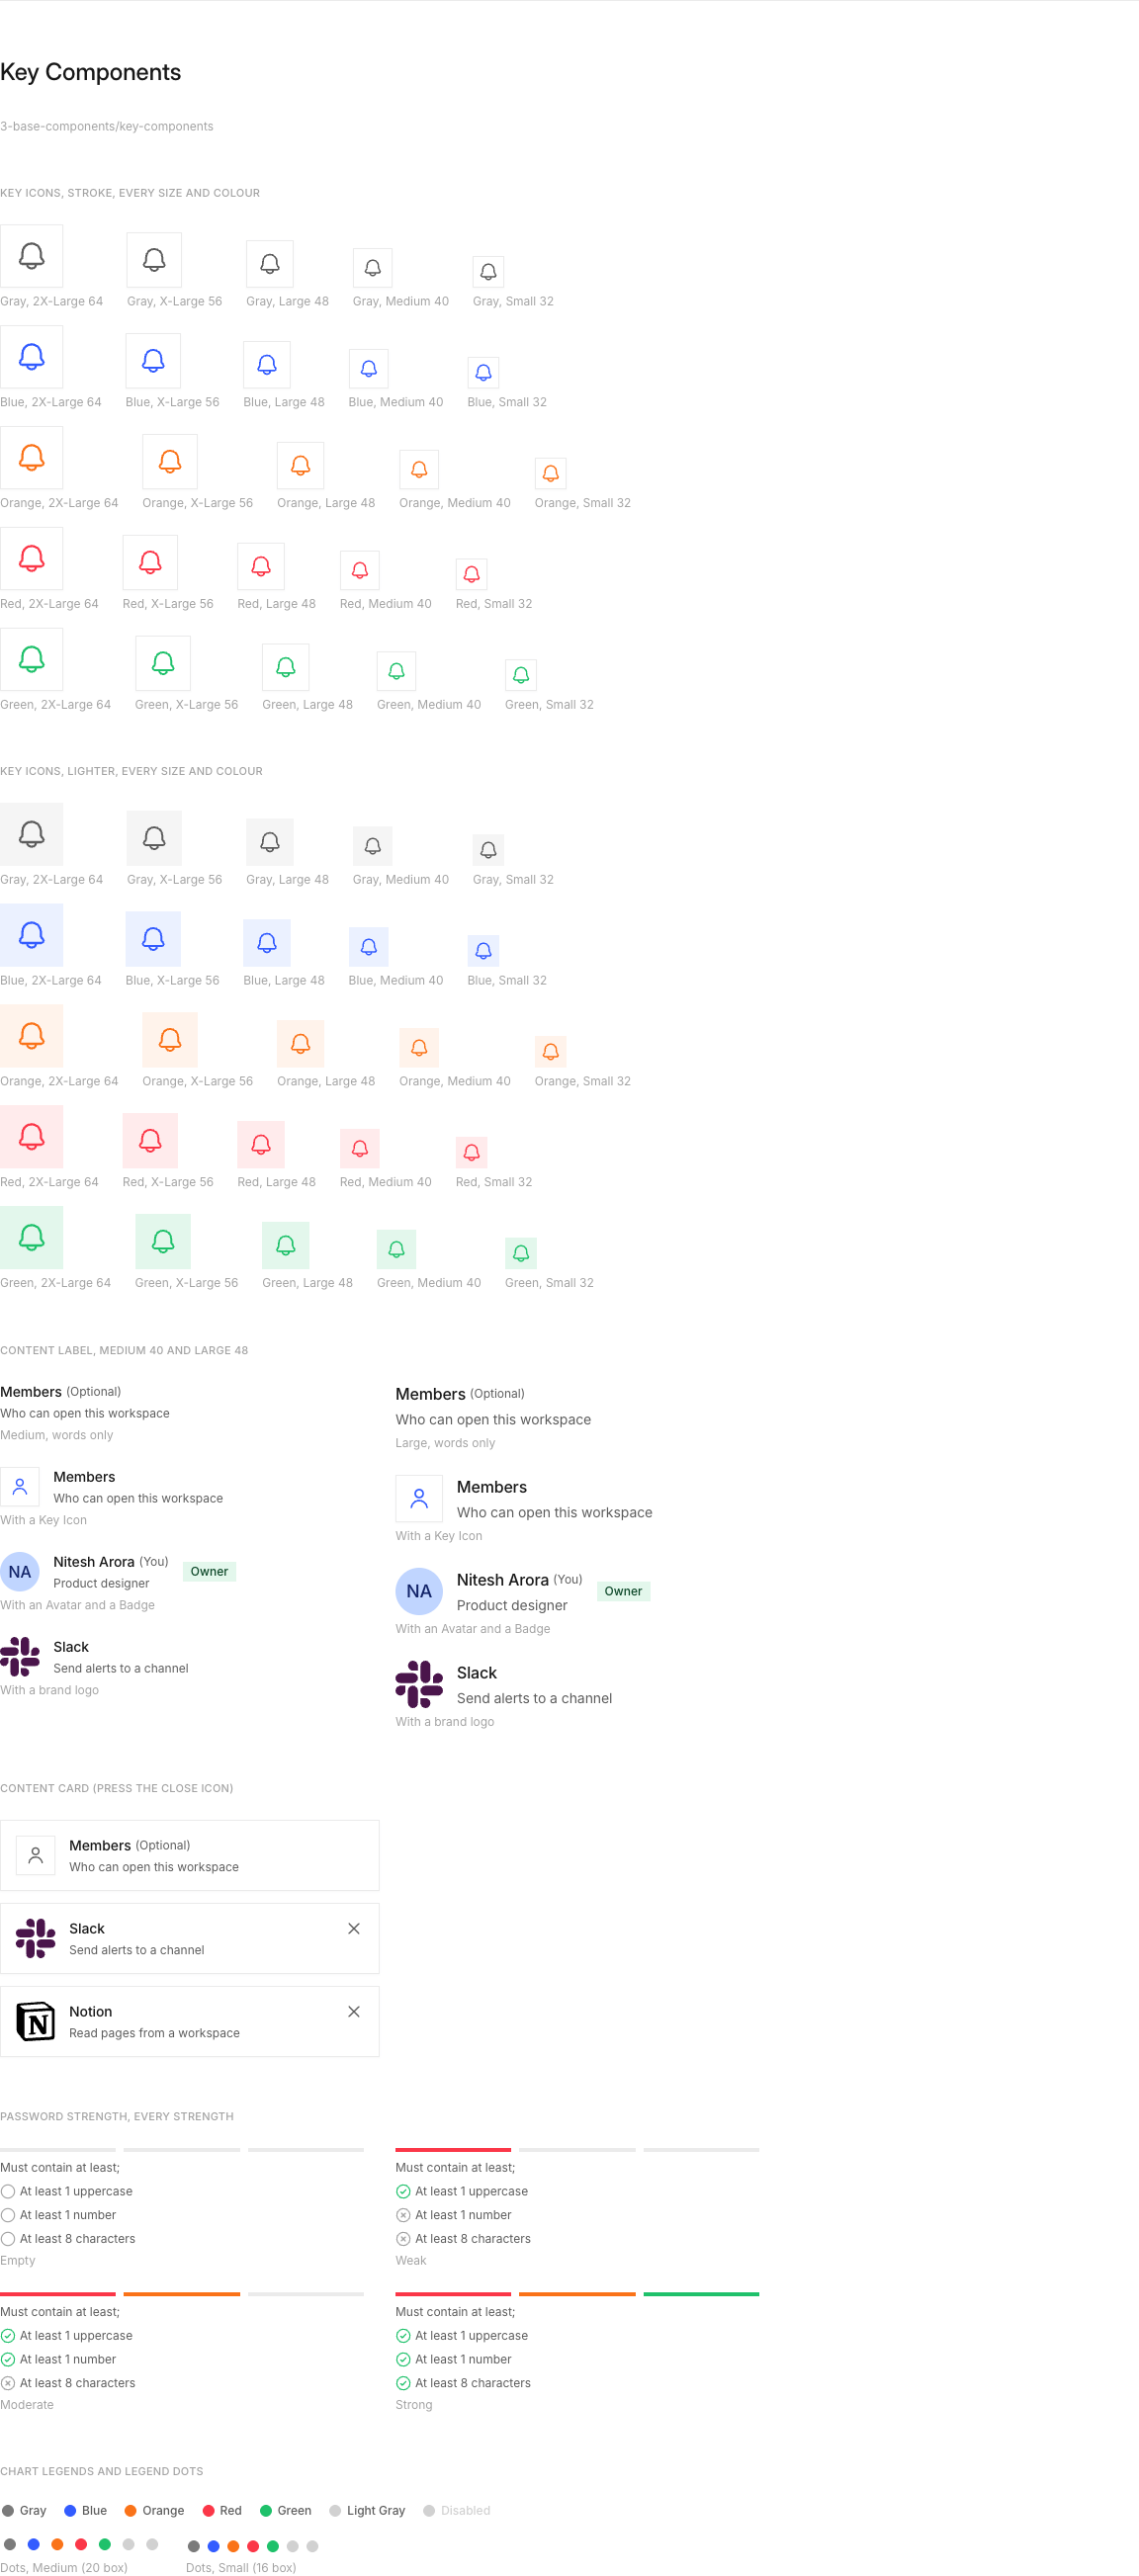 Key Components
3-base-components/key-components
KEY ICONS, STROKE, EVERY SIZE AND COLOUR
Gray, 2X-Large 64 Gray, X-Large 56 Gray, Large 48 Gray, Medium 40 Gray, Small 32
Blue, 2X-Large 64 Blue, X-Large 56 Blue, Large 48 Blue, Medium 40 Blue, Small 32
Orange, 2X-Large 64 Orange, X-Large 56 Orange, Large 48 Orange, Medium 40 Orange, Small 32
Red, 2X-Large 64 Red, X-Large 56 Red, Large 48 Red, Medium 40 Red, Small 32
Green, 2X-Large 64 Green, X-Large 56 Green, Large 48 Green, Medium 40 Green, Small 32
KEY ICONS, LIGHTER, EVERY SIZE AND COLOUR
Gray, 2X-Large 64 Gray, X-Large 56 Gray, Large 48 Gray, Medium 40 Gray, Small 32
Blue, 2X-Large 64 Blue, X-Large 56 Blue, Large 48 Blue, Medium 40 Blue, Small 32
Orange, 2X-Large 64 Orange, X-Large 56 Orange, Large 48 Orange, Medium 40 Orange, Small 32
Red, 2X-Large 64 Red, X-Large 56 Red, Large 48 Red, Medium 40 Red, Small 32
Green, 2X-Large 64 Green, X-Large 56 Green, Large 48 Green, Medium 40 Green, Small 32
CONTENT LABEL, MEDIUM 40 AND LARGE 48
Members (Optional)
Who can open this workspace
Medium, words only
Members
Who can open this workspace
With a Key Icon
NA Nitesh Arora (You) Owner
Product designer
With an Avatar and a Badge
Slack
Send alerts to a channel
With a brand logo
Members (Optional)
Who can open this workspace
Large, words only
Members
Who can open this workspace
With a Key Icon
NA Nitesh Arora (You) Owner
Product designer
With an Avatar and a Badge
Slack
Send alerts to a channel
With a brand logo
CONTENT CARD (PRESS THE CLOSE ICON)
Members (Optional)
Who can open this workspace
Slack
Send alerts to a channel
N Notion
Read pages from a workspace
PASSWORD STRENGTH, EVERY STRENGTH
Must contain at least;
At least 1 uppercase
At least 1 number
At least 8 characters
Empty
Must contain at least;
At least 1 uppercase
At least 1 number
At least 8 characters
Weak
Must contain at least;
At least 1 uppercase
At least 1 number
At least 8 characters
Moderate
Must contain at least;
At least 1 uppercase
At least 1 number
At least 8 characters
Strong
CHART LEGENDS AND LEGEND DOTS
Gray Blue Orange Red Green Light Gray Disabled
Dots, Medium (20 box) Dots, Small (16 box)